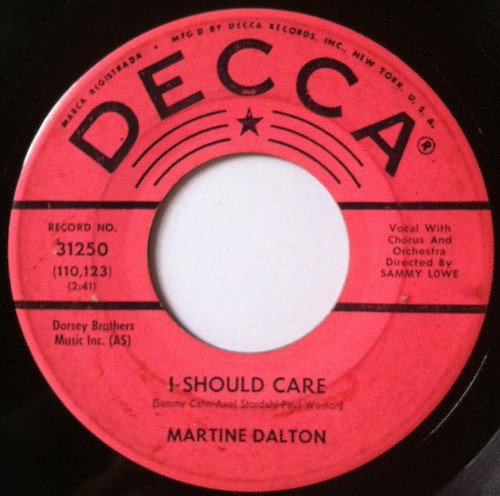 MARCA REGISTRADA • MFG'D BY DECCA RECORDS, INC., NEW YORK, U. S. A.
DECCA®
RECORD NO.
31250
(110,123)
(2:41)
Vocal With
Chorus And
Orchestra
Directed By
SAMMY LOWE
Dorsey Brothers
Music Inc. (AS)
I SHOULD CARE
(Sammy Cahn-Axel Stordahl-Paul Weston)
MARTINE DALTON